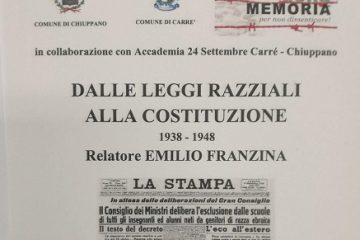 COMUNE DI CHIUPPANO
COMUNE DI CARRE'
MEMORIA
per non dimenticare!
in collaborazione con Accademia 24 Settembre Carré - Chiuppano
DALLE LEGGI RAZZIALI
ALLA COSTITUZIONE
1938 - 1948
Relatore EMILIO FRANZINA
LA STAMPA
In attesa delle deliberazioni del Gran Consiglio
Il Consiglio dei Ministri delibera l'esclusione dalle scuole
di tutti gli insegnanti ed alunni nati da genitori di razza ebraica
Il testo del decreto
L'eco all'estero